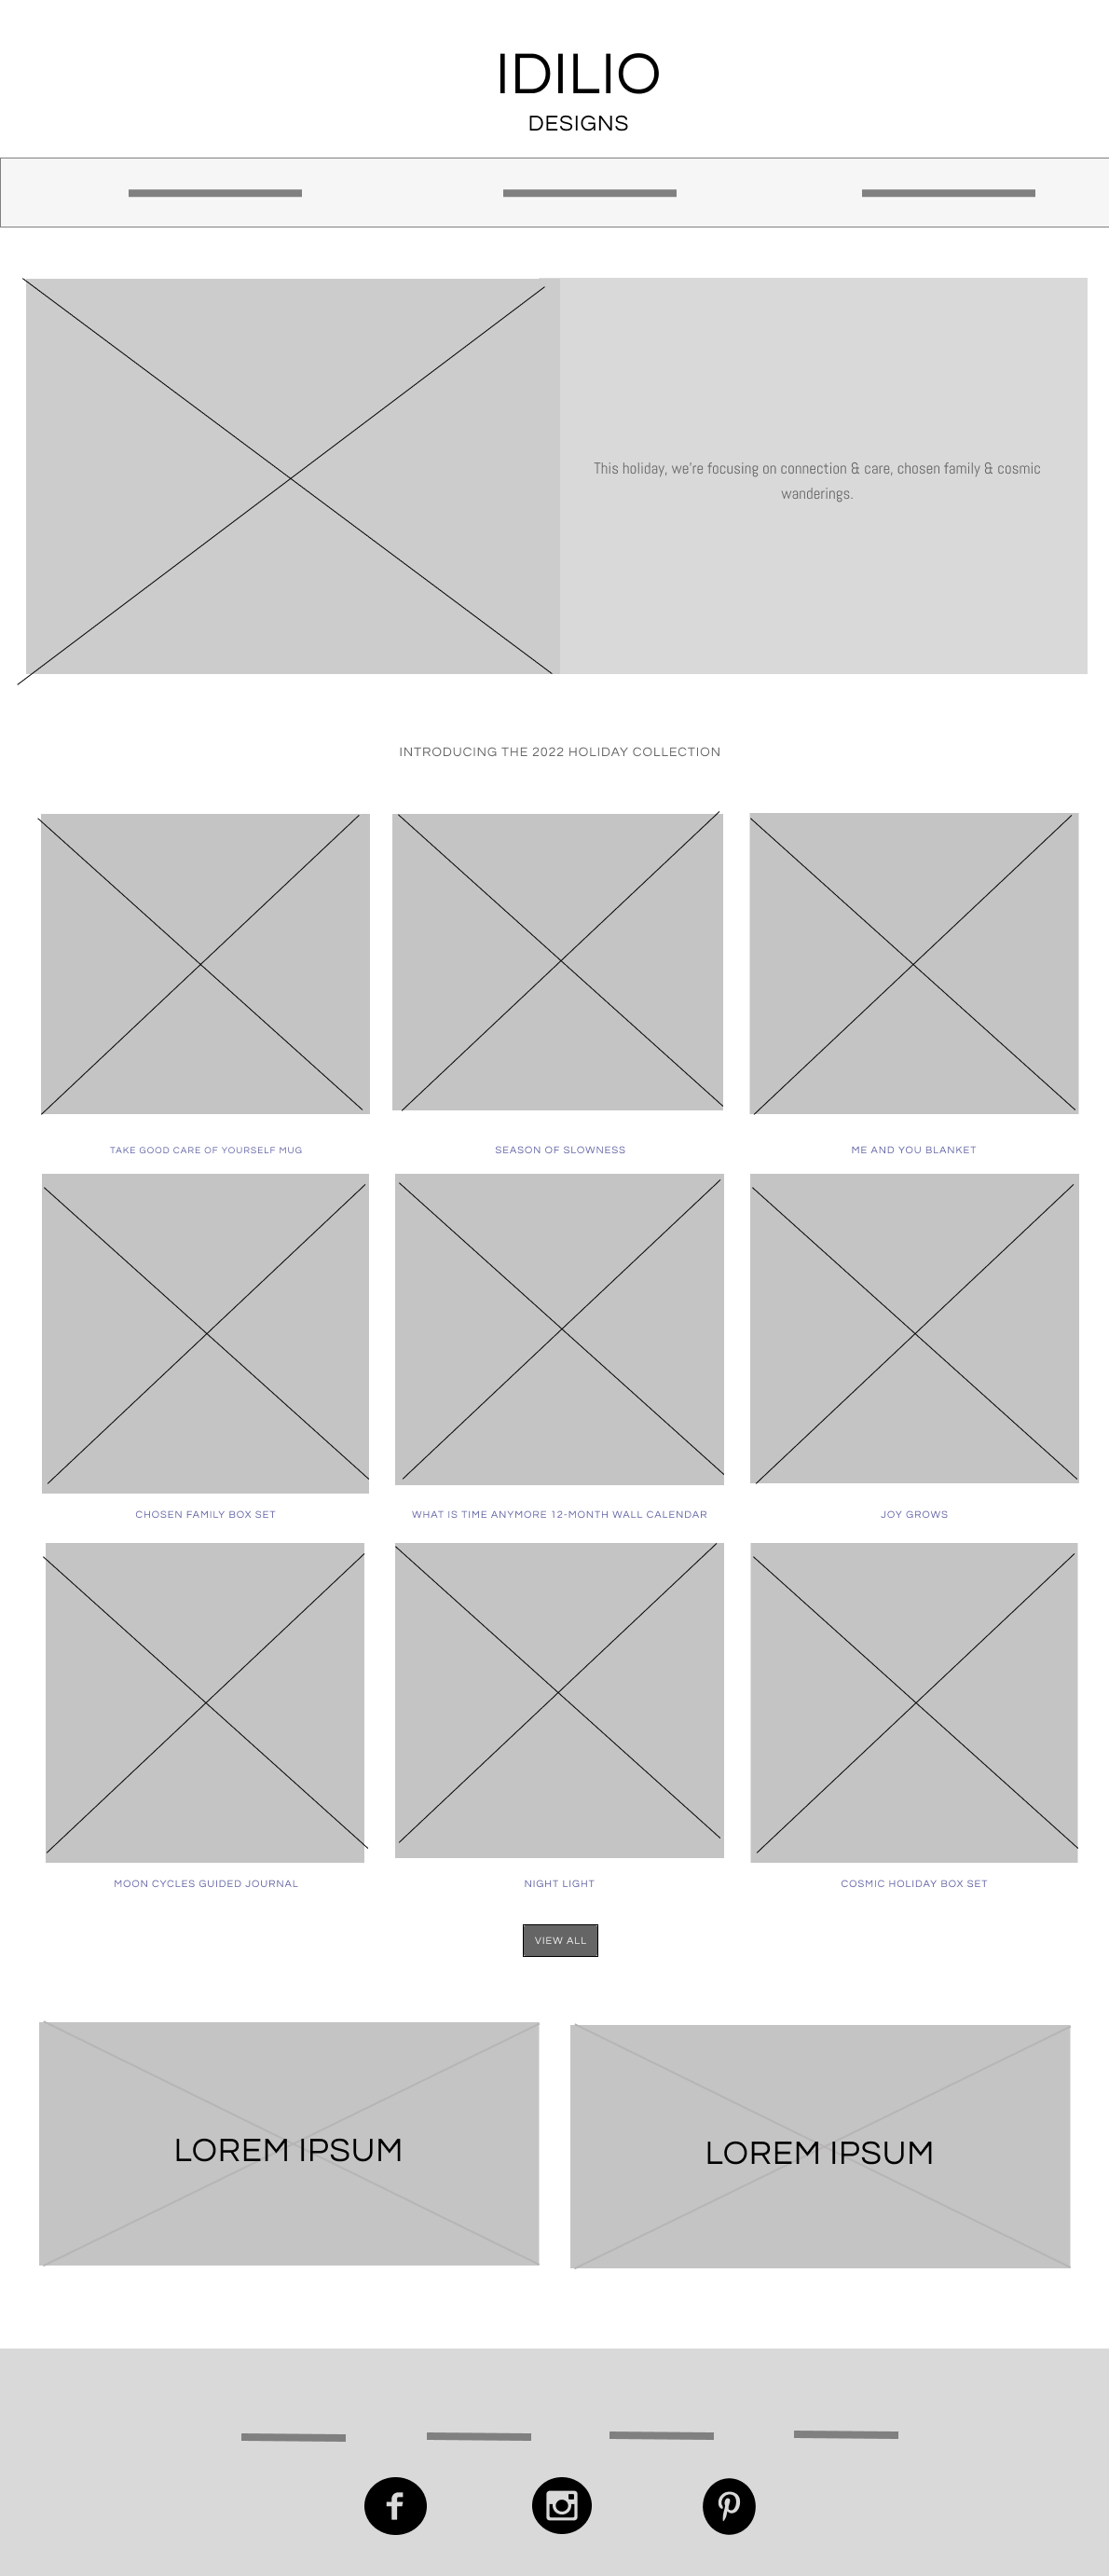 IDILIO
DESIGNS
This holiday, we're focusing on connection & care, chosen family & cosmic
wanderings.
INTRODUCING THE 2022 HOLIDAY COLLECTION
TAKE GOOD CARE OF YOURSELF MUG
SEASON OF SLOWNESS
ME AND YOU BLANKET
CHOSEN FAMILY BOX SET
WHAT IS TIME ANYMORE 12-MONTH WALL CALENDAR
JOY GROWS
MOON CYCLES GUIDED JOURNAL
NIGHT LIGHT
COSMIC HOLIDAY BOX SET
VIEW ALL
LOREM IPSUM
LOREM IPSUM